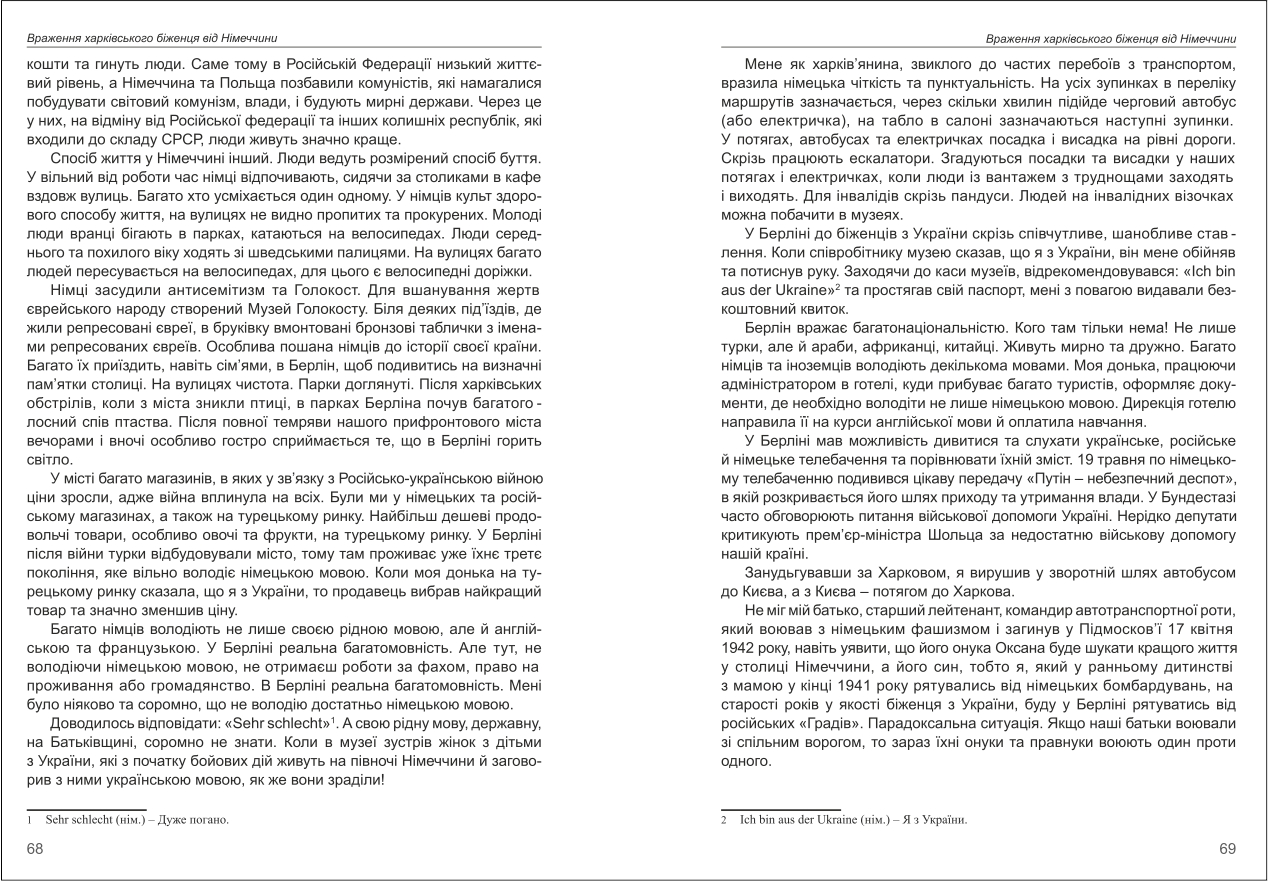 Враження харківського біженця від Німеччини
кошти та гинуть люди. Саме тому в Російській Федерації низький життє-
вий рівень, а Німеччина та Польща позбавили комуністів, які намагалися
побудувати світовий комунізм, влади, і будують мирні держави. Через це
у них, на відміну від Російської федерації та інших колишніх республік, які
входили до складу СРСР, люди живуть значно краще.
Спосіб життя у Німеччині інший. Люди ведуть розмірений спосіб буття.
У вільний від роботи час німці відпочивають, сидячи за столиками в кафе
вздовж вулиць. Багато хто усміхається один одному. У німців культ здоро-
вого способу життя, на вулицях не видно пропитих та прокурених. Молоді
люди вранці бігають в парках, катаються на велосипедах. Люди серед-
нього та похилого віку ходять зі шведськими палицями. На вулицях багато
людей пересувається на велосипедах, для цього є велосипедні доріжки.
Німці засудили антисемітизм та Голокост. Для вшанування жертв
єврейського народу створений Музей Голокосту. Біля деяких під’їздів, де
жили репресовані євреї, в бруківку вмонтовані бронзові таблички з імена-
ми репресованих євреїв. Особлива пошана німців до історії своєї країни.
Багато їх приїздить, навіть сім’ями, в Берлін, щоб подивитись на визначні
пам’ятки столиці. На вулицях чистота. Парки доглянуті. Після харківських
обстрілів, коли з міста зникли птиці, в парках Берліна почув багатого -
лосний спів птаства. Після повної темряви нашого прифронтового міста
вечорами і вночі особливо гостро сприймається те, що в Берліні горить
світло.
У місті багато магазинів, в яких у зв’язку з Російсько-українською війною
ціни зросли, адже війна вплинула на всіх. Були ми у німецьких та росій-
ському магазинах, а також на турецькому ринку. Найбільш дешеві продо-
вольчі товари, особливо овочі та фрукти, на турецькому ринку. У Берліні
після війни турки відбудовували місто, тому там проживає уже їхнє третє
покоління, яке вільно володіє німецькою мовою. Коли моя донька на ту-
рецькому ринку сказала, що я з України, то продавець вибрав найкращий
товар та значно зменшив ціну.
Багато німців володіють не лише своєю рідною мовою, але й англій-
ською та французькою. У Берліні реальна багатомовність. Але тут, не
володіючи німецькою мовою, не отримаєш роботи за фахом, право на
проживання або громадянство. В Берліні реальна багатомовність. Мені
було ніяково та соромно, що не володію достатньо німецькою мовою.
Доводилось відповідати: «Sehr schlecht»¹. А свою рідну мову, державну,
на Батьківщині, соромно не знати. Коли в музеї зустрів жінок з дітьми
з України, які з початку бойових дій живуть на півночі Німеччини й загово-
рив з ними українською мовою, як же вони зраділи!
1 Sehr schlecht (нім.) – Дуже погано.
68
Враження харківського біженця від Німеччини
Мене як харків’янина, звиклого до частих перебоїв з транспортом,
вразила німецька чіткість та пунктуальність. На усіх зупинках в переліку
маршрутів зазначається, через скільки хвилин підійде черговий автобус
(або електричка), на табло в салоні зазначаються наступні зупинки.
У потягах, автобусах та електричках посадка і висадка на рівні дороги.
Скрізь працюють ескалатори. Згадуються посадки та висадки у наших
потягах і електричках, коли люди із вантажем з труднощами заходять
і виходять. Для інвалідів скрізь пандуси. Людей на інвалідних візочках
можна побачити в музеях.
У Берліні до біженців з України скрізь співчутливе, шанобливе став -
лення. Коли співробітнику музею сказав, що я з України, він мене обійняв
та потиснув руку. Заходячи до каси музеїв, відрекомендовувався: «Ich bin
aus der Ukraine»² та простягав свій паспорт, мені з повагою видавали без-
коштовний квиток.
Берлін вражає багатонаціональністю. Кого там тільки нема! Не лише
турки, але й араби, африканці, китайці. Живуть мирно та дружно. Багато
німців та іноземців володіють декількома мовами. Моя донька, працюючи
адміністратором в готелі, куди прибуває багато туристів, оформляє доку-
менти, де необхідно володіти не лише німецькою мовою. Дирекція готелю
направила її на курси англійської мови й оплатила навчання.
У Берліні мав можливість дивитися та слухати українське, російське
й німецьке телебачення та порівнювати їхній зміст. 19 травня по німецько-
му телебаченню подивився цікаву передачу «Путін – небезпечний деспот»,
в якій розкривається його шлях приходу та утримання влади. У Бундестазі
часто обговорюють питання військової допомоги Україні. Нерідко депутати
критикують прем’єр-міністра Шольца за недостатню військову допомогу
нашій країні.
Занудьгувавши за Харковом, я вирушив у зворотній шлях автобусом
до Києва, а з Києва – потягом до Харкова.
Не міг мій батько, старший лейтенант, командир автотранспортної роти,
який воював з німецьким фашизмом і загинув у Підмосков’ї 17 квітня
1942 року, навіть уявити, що його онука Оксана буде шукати кращого життя
у столиці Німеччини, а його син, тобто я, який у ранньому дитинстві
з мамою у кінці 1941 року рятувались від німецьких бомбардувань, на
старості років у якості біженця з України, буду у Берліні рятуватись від
російських «Градів». Парадоксальна ситуація. Якщо наші батьки воювали
зі спільним ворогом, то зараз їхні онуки та правнуки воюють один проти
одного.
2 Ich bin aus der Ukraine (нім.) – Я з України.
69